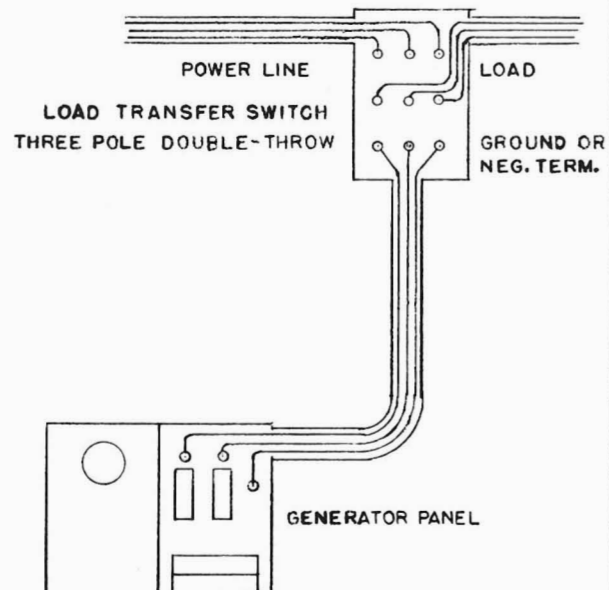 POWER LINE
LOAD
LOAD TRANSFER SWITCH
THREE POLE DOUBLE-THROW
GROUND OR
NEG. TERM.
GENERATOR PANEL